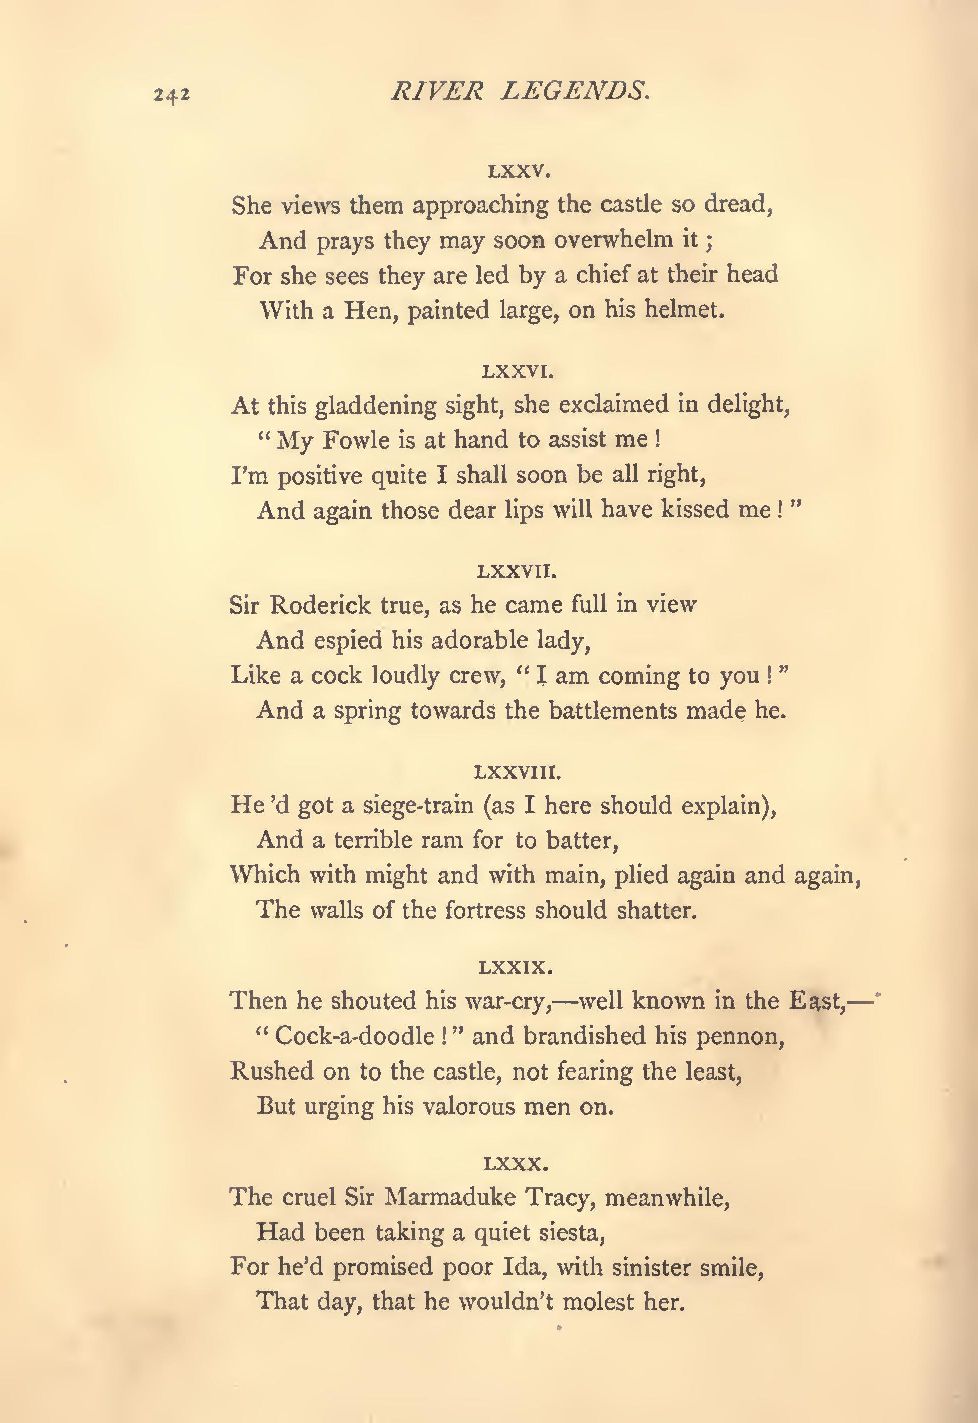 242 RIVER LEGENDS.
LXXV.
She views them approaching the castle so dread,
And prays they may soon overwhelm it ;
For she sees they are led by a chief at their head
With a Hen, painted large, on his helmet.
LXXVI.
At this gladdening sight, she exclaimed in delight,
“ My Fowle is at hand to assist me !
I'm positive quite I shall soon be all right,
And again those dear lips will have kissed me ! ”
LXXVII.
Sir Roderick true, as he came full in view
And espied his adorable lady,
Like a cock loudly crew, “ I am coming to you ! ”
And a spring towards the battlements made he.
LXXVIII.
He 'd got a siege-train (as I here should explain),
And a terrible ram for to batter,
Which with might and with main, plied again and again,
The walls of the fortress should shatter.
LXXIX.
Then he shouted his war-cry,—well known in the East,—
“ Cock-a-doodle ! ” and brandished his pennon,
Rushed on to the castle, not fearing the least,
But urging his valorous men on.
LXXX.
The cruel Sir Marmaduke Tracy, meanwhile,
Had been taking a quiet siesta,
For he'd promised poor Ida, with sinister smile,
That day, that he wouldn't molest her.